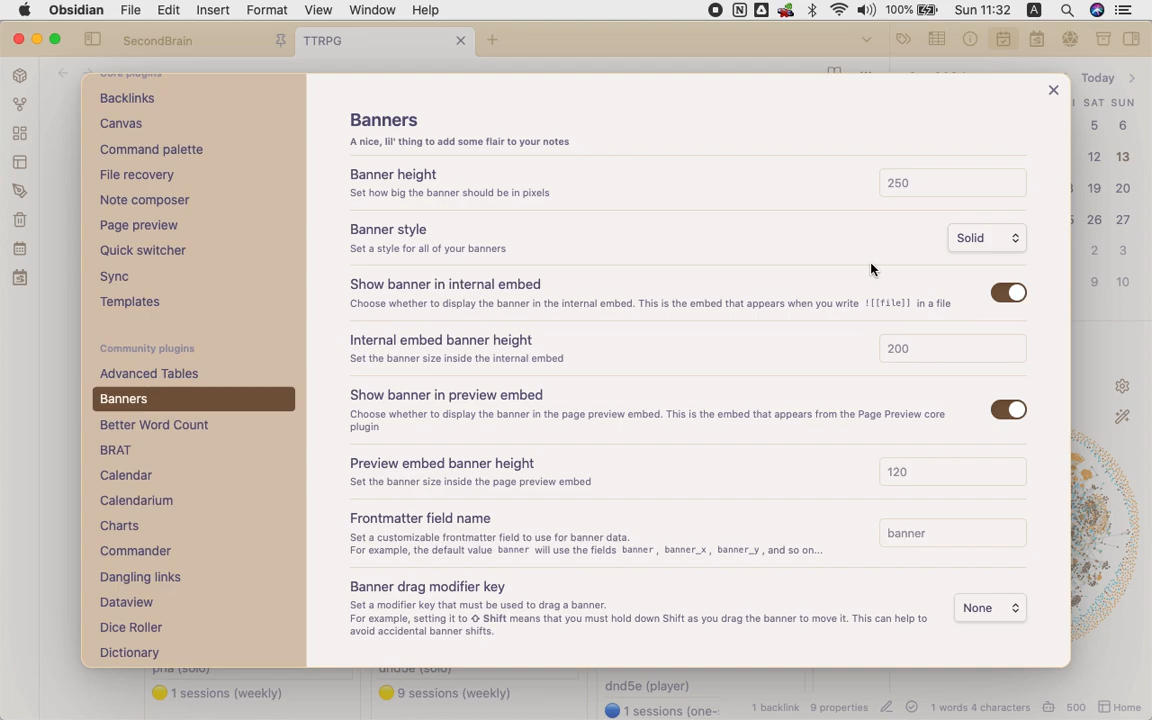 Obsidian File Edit Insert Format View Window Help 100% Sun 11:32 A
SecondBrain TTRPG
Today
SAT SUN
5 6
12 13
19 20
26 27
2 3
9 10
Core plugins
Backlinks
Canvas
Command palette
File recovery
Note composer
Page preview
Quick switcher
Sync
Templates
Community plugins
Advanced Tables
Banners
Better Word Count
BRAT
Calendar
Calendarium
Charts
Commander
Dangling links
Dataview
Dice Roller
Dictionary
Banners
A nice, lil' thing to add some flair to your notes
Banner height
Set how big the banner should be in pixels
250
Banner style
Set a style for all of your banners
Solid
Show banner in internal embed
Choose whether to display the banner in the internal embed. This is the embed that appears when you write ![[file]] in a file
Internal embed banner height
Set the banner size inside the internal embed
200
Show banner in preview embed
Choose whether to display the banner in the page preview embed. This is the embed that appears from the Page Preview core
plugin
Preview embed banner height
Set the banner size inside the page preview embed
120
Frontmatter field name
Set a customizable frontmatter field to use for banner data.
For example, the default value banner will use the fields banner, banner_x, banner_y, and so on...
banner
Banner drag modifier key
Set a modifier key that must be used to drag a banner.
For example, setting it to ⇧ Shift means that you must hold down Shift as you drag the banner to move it. This can help to
avoid accidental banner shifts.
None
dnd5e (solo)
dnd5e (player)
1 sessions (weekly)
9 sessions (weekly)
1 sessions (one-
1 backlink 9 properties 1 words 4 characters 500 Home